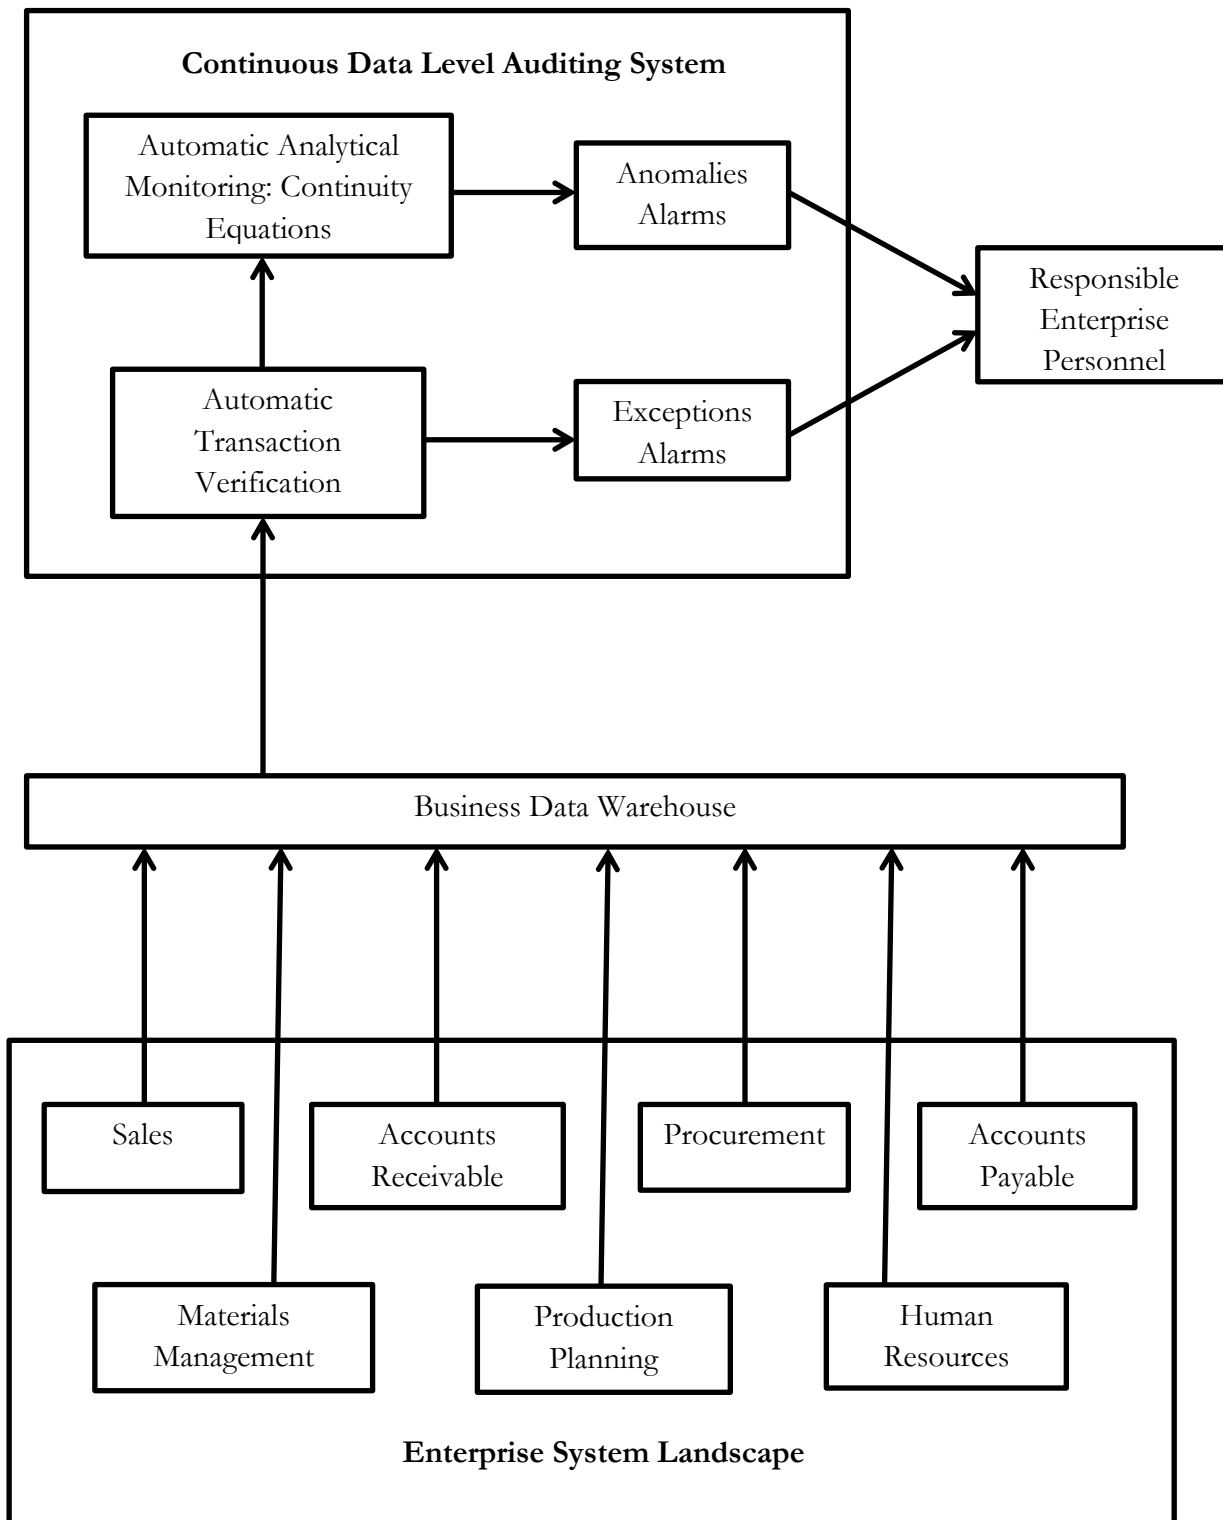 Continuous Data Level Auditing System
Automatic Analytical
Monitoring: Continuity
Equations
Anomalies
Alarms
Responsible
Enterprise
Personnel
Automatic
Transaction
Verification
Exceptions
Alarms
Business Data Warehouse
Sales
Accounts
Receivable
Procurement
Accounts
Payable
Materials
Management
Production
Planning
Human
Resources
Enterprise System Landscape